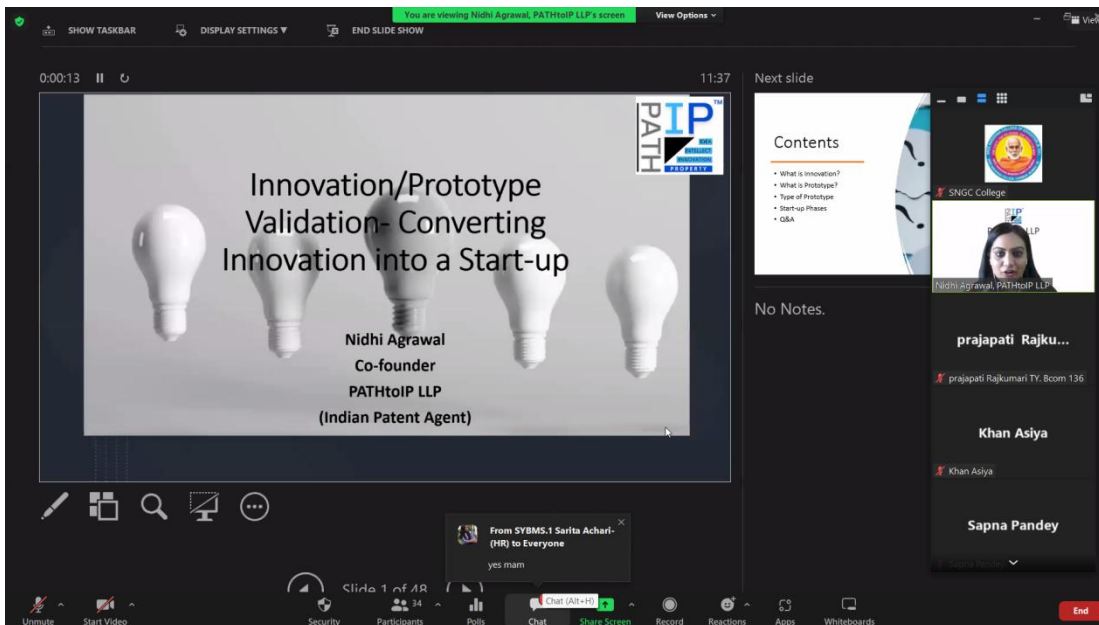 You are viewing Nidhi Agrawal, PATHtoIP LLP's screen
View Options
SHOW TASKBAR
DISPLAY SETTINGS ▼
END SLIDE SHOW
View
0:00:13
11:37
Next slide
PATH
IP™
IDEA
INTELLECT
INNOVATION
PROPERTY
Innovation/Prototype
Validation- Converting
Innovation into a Start-up
Nidhi Agrawal
Co-founder
PATHtoIP LLP
(Indian Patent Agent)
Contents
• What is Innovation?
• What is Prototype?
• Type of Prototype
• Start-up Phases
• Q&A
No Notes.
SNGC College
IP
LLP
Nidhi Agrawal, PATHtoIP LLP
prajapati Rajku...
prajapati Rajkumari TY. Bcom 136
Khan Asiya
Khan Asiya
Sapna Pandey
Sapna Pandey
From SYBMS.1 Sarita Achari-
(HR) to Everyone
yes mam
Slide 1 of 48
Chat (Alt+H)
Unmute
Start Video
Security
34
Participants
Polls
Chat
Share Screen
Record
Reactions
Apps
Whiteboards
End